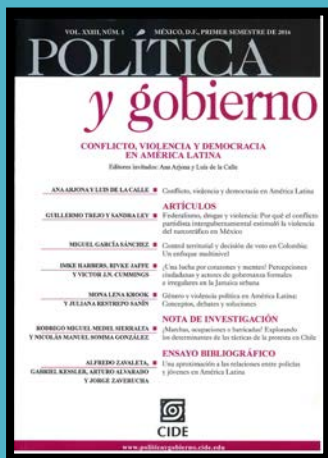 VOL. XXIII, NÚM. 1 MÉXICO, D.F., PRIMER SEMESTRE DE 2016
POLÍTICA
y gobierno
CONFLICTO, VIOLENCIA Y DEMOCRACIA
EN AMÉRICA LATINA
Editores invitados: Ana Arjona y Luis de la Calle
ANA ARJONA Y LUIS DE LA CALLE Conflicto, violencia y democracia en América Latina
ARTÍCULOS
GUILLERMO TREJO Y SANDRA LEY Federalismo, drogas y violencia: Por qué el conflicto
partidista intergubernamental estimuló la violencia
del narcotráfico en México
MIGUEL GARCÍA SÁNCHEZ Control territorial y decisión de voto en Colombia:
Un enfoque multinivel
IMKE HARBERS, RIVKE JAFFE ¿Una lucha por corazones y mentes? Percepciones
Y VICTOR J.N. CUMMINGS ciudadanas y actores de gobernanza formales
e irregulares en la Jamaica urbana
MONA LENA KROOK Género y violencia política en América Latina:
Y JULIANA RESTREPO SANÍN Conceptos, debates y soluciones
NOTA DE INVESTIGACIÓN
RODRIGO MIGUEL MEDEL SIERRALTA ¿Marchas, ocupaciones o barricadas? Explorando
Y NICOLÁS MANUEL SOMMA GONZÁLEZ los determinantes de las tácticas de la protesta en Chile
ENSAYO BIBLIOGRÁFICO
ALFREDO ZAVALETA, Una aproximación a las relaciones entre policías
GABRIEL KESSLER, ARTURO ALVARADO y jóvenes en América Latina
Y JORGE ZAVERUCHA
CIDE
www.politicaygobierno.cide.edu